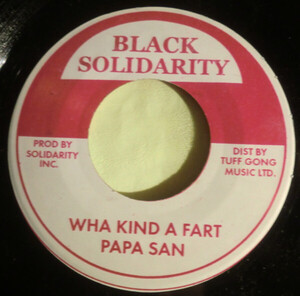 BLACK
SOLIDARITY
PROD BY
SOLIDARITY
INC.
DIST BY
TUFF GONG
MUSIC LTD.
WHA KIND A FART
PAPA SAN